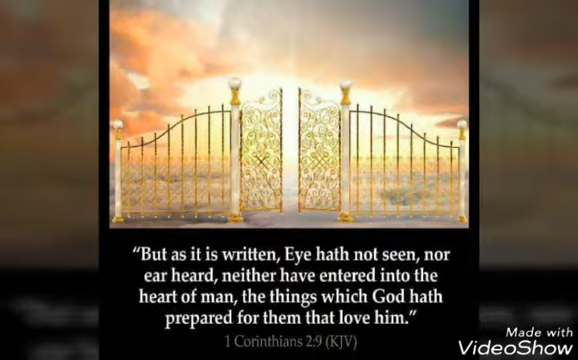 “But as it is written, Eye hath not seen, nor
ear heard, neither have entered into the
heart of man, the things which God hath
prepared for them that love him.”
1 Corinthians 2:9 (KJV)
Made with
VideoShow